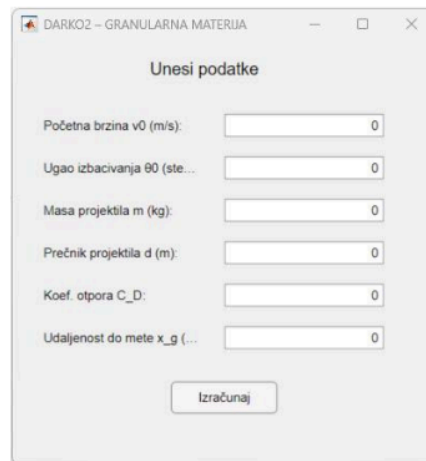 DARKO2 – GRANULARNA MATERIJA
Unesi podatke
Početna brzina v0 (m/s): 0
Ugao izbacivanja θ0 (ste... 0
Masa projektila m (kg): 0
Prečnik projektila d (m): 0
Koef. otpora C_D: 0
Udaljenost do mete x_g (... 0
Izračunaj